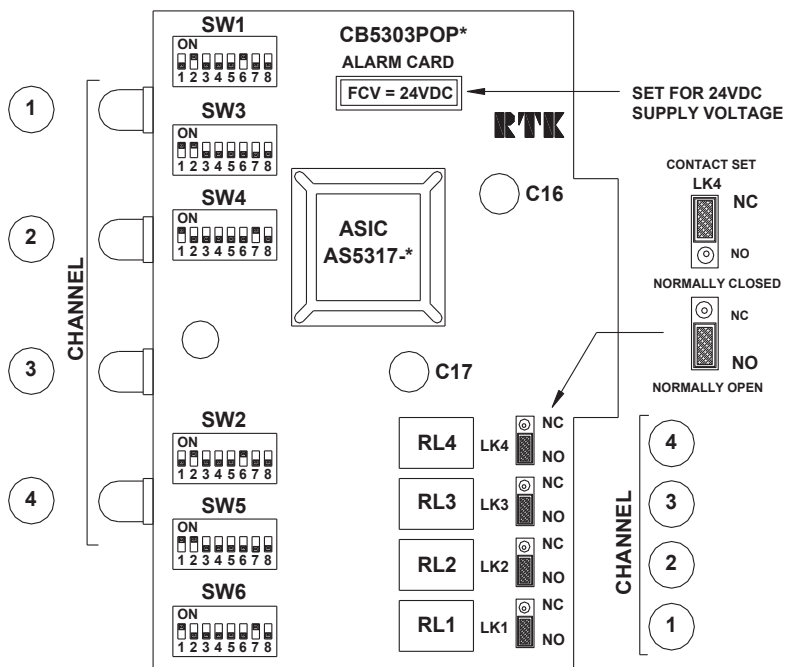 SW1
ON
1 2 3 4 5 6 7 8
CB5303POP*
ALARM CARD
FCV = 24VDC
SET FOR 24VDC
SUPPLY VOLTAGE
RTK
1
SW3
ON
1 2 3 4 5 6 7 8
CONTACT SET
LK4
NC
NO
NORMALLY CLOSED
NC
NO
NORMALLY OPEN
C16
SW4
ON
1 2 3 4 5 6 7 8
ASIC
AS5317-*
2
CHANNEL
3
C17
SW2
ON
1 2 3 4 5 6 7 8
4
SW5
ON
1 2 3 4 5 6 7 8
SW6
ON
1 2 3 4 5 6 7 8
RL4
LK4
NC
NO
RL3
LK3
NC
NO
RL2
LK2
NC
NO
RL1
LK1
NC
NO
CHANNEL
4
3
2
1